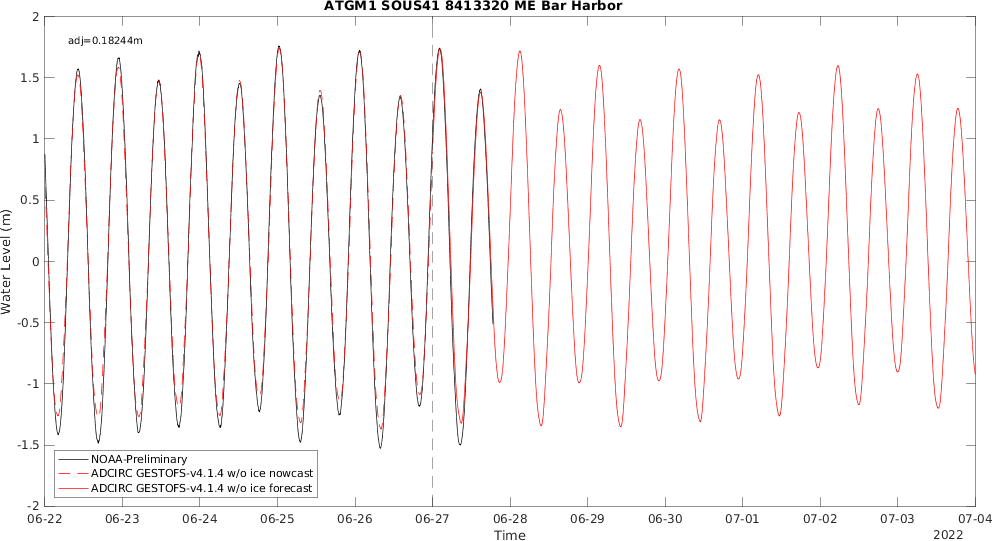 ATGM1 SOUS41 8413320 ME Bar Harbor
adj=0.18244m
2
1.5
1
0.5
0
-0.5
-1
-1.5
-2
Water Level (m)
NOAA-Preliminary
ADCIRC GESTOFS-v4.1.4 w/o ice nowcast
ADCIRC GESTOFS-v4.1.4 w/o ice forecast
06-22 06-23 06-24 06-25 06-26 06-27 06-28 06-29 06-30 07-01 07-02 07-03 07-04
Time
2022